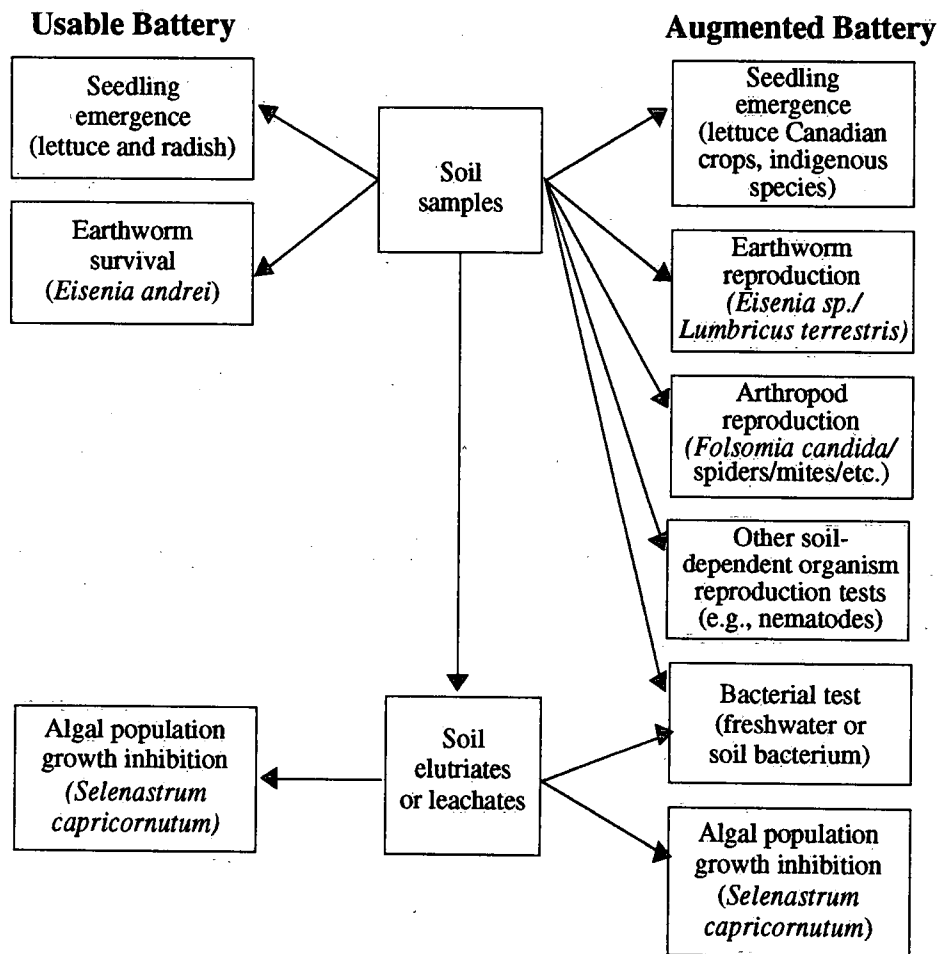 Usable Battery
Augmented Battery
Seedling
emergence
(lettuce and radish)
Earthworm
survival
(Eisenia andrei)
Soil
samples
Seedling
emergence
(lettuce Canadian
crops, indigenous
species)
Earthworm
reproduction
(Eisenia sp./
Lumbricus terrestris)
Arthropod
reproduction
(Folsomia candida/
spiders/mites/etc.)
Other soil-
dependent organism
reproduction tests
(e.g., nematodes)
Algal population
growth inhibition
(Selenastrum
capricornutum)
Soil
elutriates
or leachates
Bacterial test
(freshwater or
soil bacterium)
Algal population
growth inhibition
(Selenastrum
capricornutum)